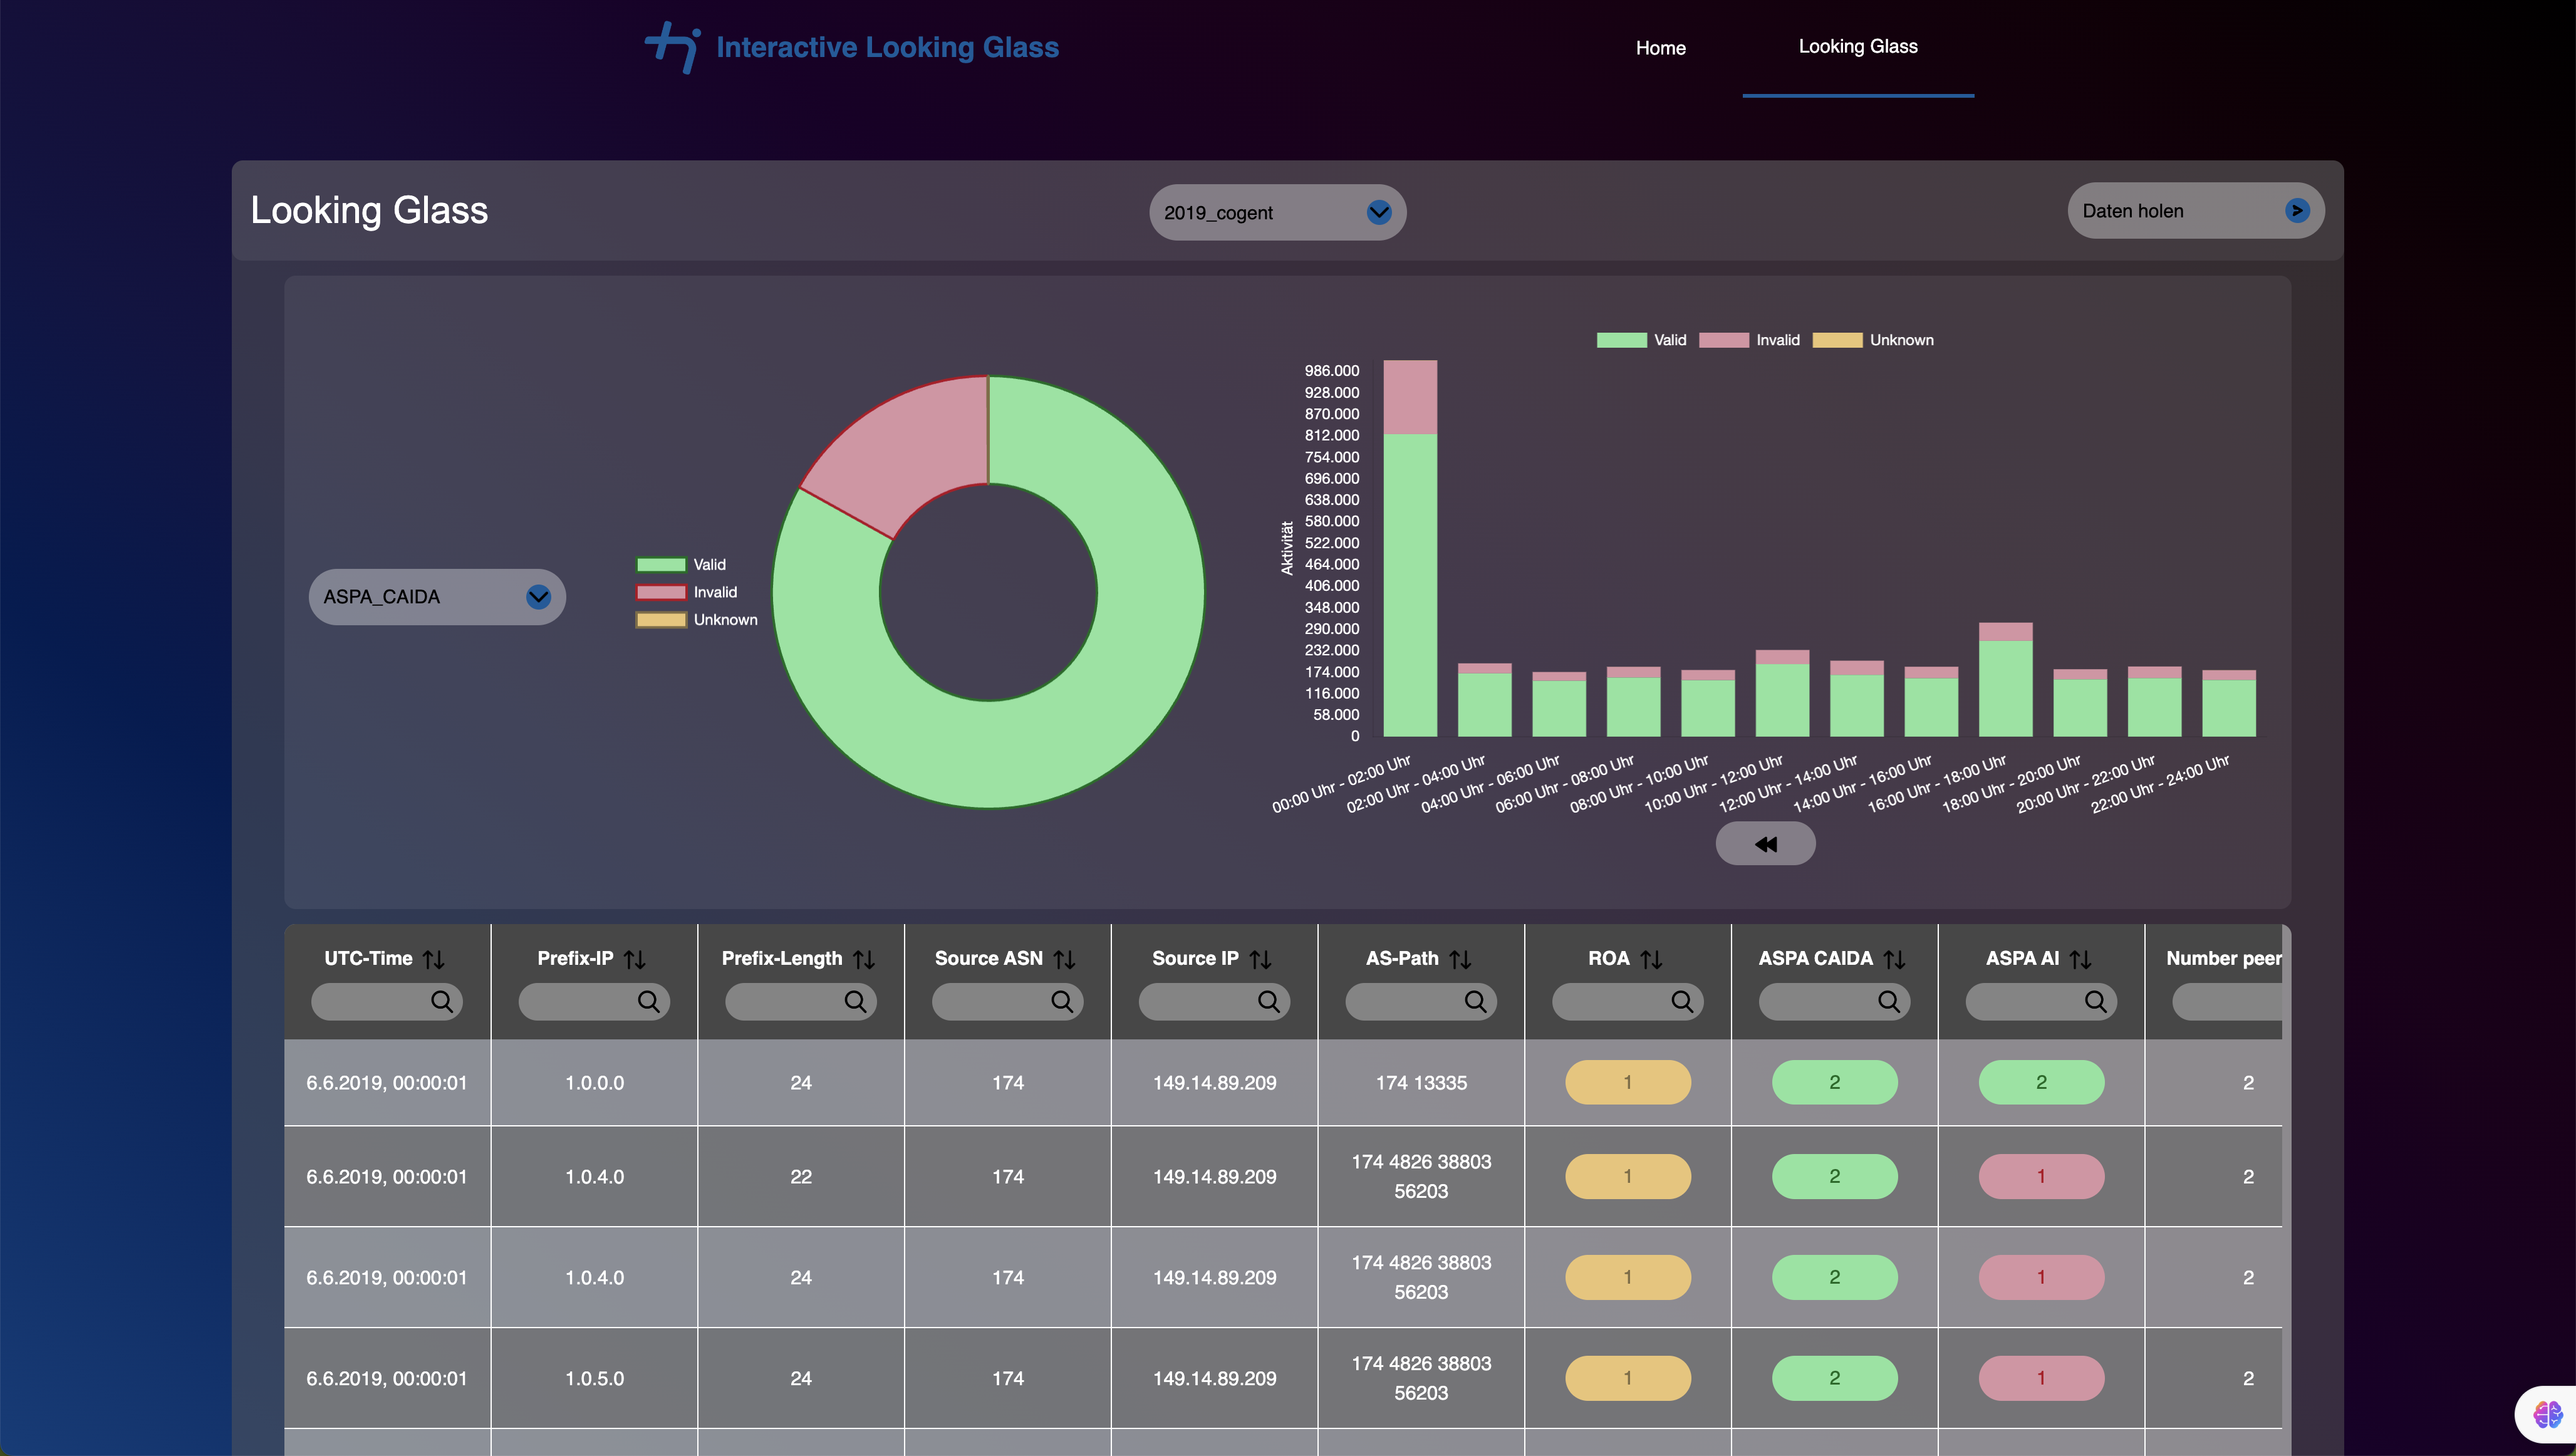 Interactive Looking Glass
Home
Looking Glass
Looking Glass
2019_cogent
Daten holen
ASPA_CAIDA
Valid
Invalid
Unknown
Valid Invalid Unknown
Aktivität
986.000
928.000
870.000
812.000
754.000
696.000
638.000
580.000
522.000
464.000
406.000
348.000
290.000
232.000
174.000
116.000
58.000
0
00:00 Uhr - 02:00 Uhr
02:00 Uhr - 04:00 Uhr
04:00 Uhr - 06:00 Uhr
06:00 Uhr - 08:00 Uhr
08:00 Uhr - 10:00 Uhr
10:00 Uhr - 12:00 Uhr
12:00 Uhr - 14:00 Uhr
14:00 Uhr - 16:00 Uhr
16:00 Uhr - 18:00 Uhr
18:00 Uhr - 20:00 Uhr
20:00 Uhr - 22:00 Uhr
22:00 Uhr - 24:00 Uhr
UTC-Time Prefix-IP Prefix-Length Source ASN Source IP AS-Path ROA ASPA CAIDA ASPA AI Number peer
6.6.2019, 00:00:01 1.0.0.0 24 174 149.14.89.209 174 13335 1 2 2 2
6.6.2019, 00:00:01 1.0.4.0 22 174 149.14.89.209 174 4826 38803 1 2 1 2
56203
6.6.2019, 00:00:01 1.0.4.0 24 174 149.14.89.209 174 4826 38803 1 2 1 2
56203
6.6.2019, 00:00:01 1.0.5.0 24 174 149.14.89.209 174 4826 38803 1 2 1 2
56203